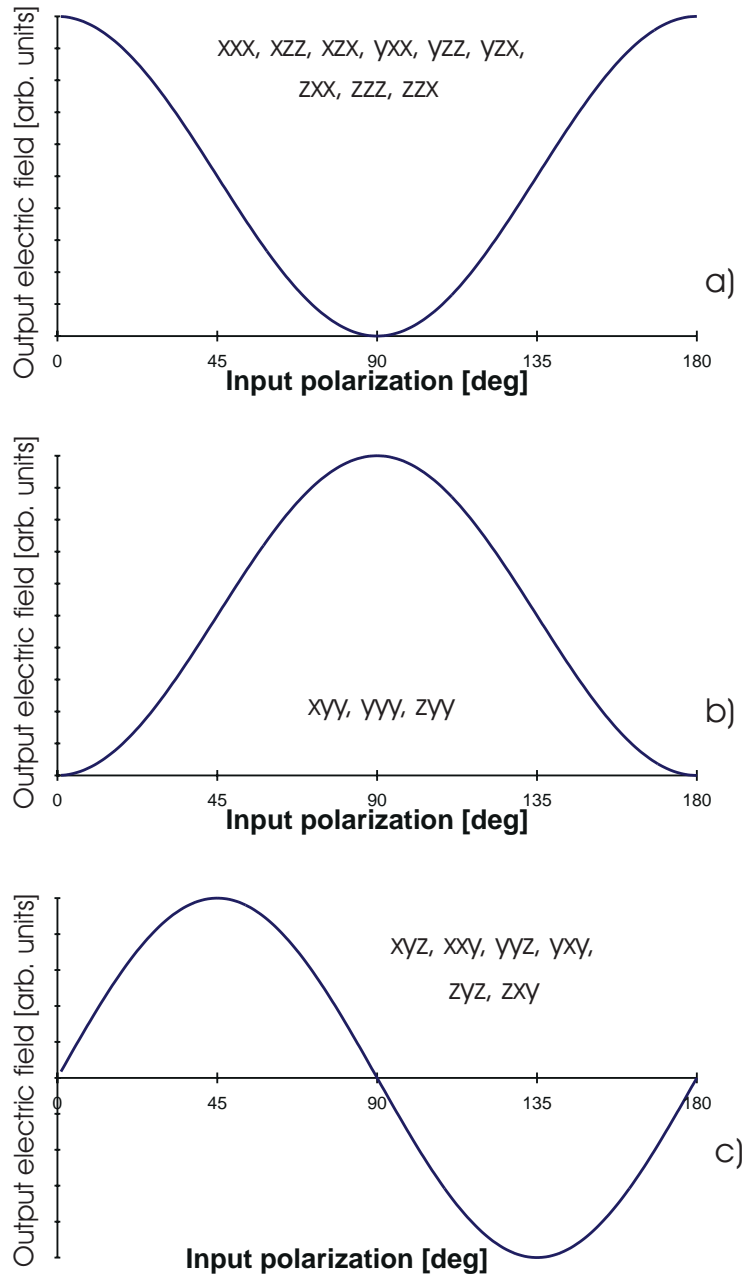 Output electric field [arb. units]
xxx, xzz, xzx, yxx, yzz, yzx,
zxx, zzz, zzx
a)
0 45 90 135 180
Input polarization [deg]
Output electric field [arb. units]
xyy, yyy, zyy
b)
0 45 90 135 180
Input polarization [deg]
Output electric field [arb. units]
xyz, xxy, yyz, yxy,
zyz, zxy
0 45 90 135 180
c)
Input polarization [deg]